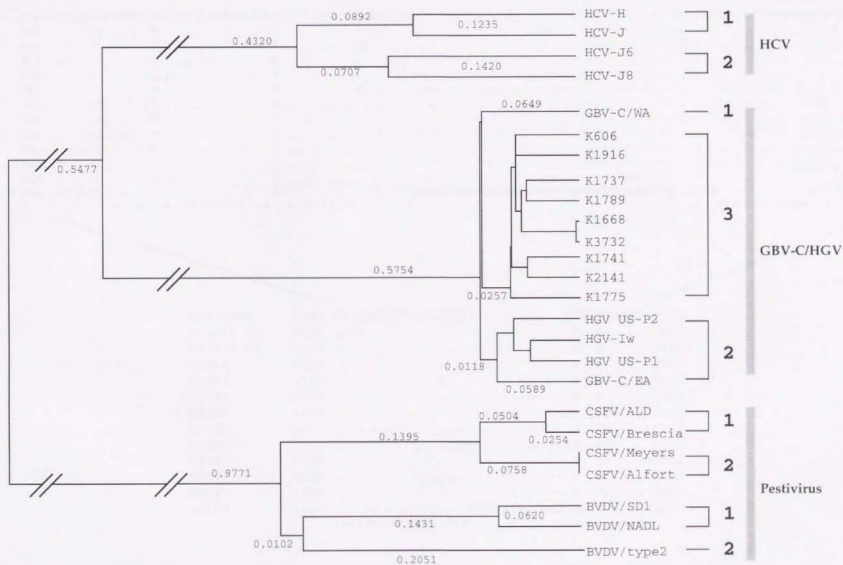 HCV-H
0.0892
0.1235
1
HCV-J
HCV
0.4320
HCV-J6
0.0707
0.1420
2
HCV-J8
0.0649
GBV-C/WA
1
K606
K1916
0.5477
K1737
K1789
3
K1668
K3732
GBV-C/HGV
K1741
0.5754
K2141
0.0257
K1775
HGV US-P2
HGV-Iw
2
HGV US-P1
0.0118
0.0589
GBV-C/EA
CSFV/ALD
0.0504
1
0.1395
0.0254
CSFV/Brescia
CSFV/Meyers
2
0.0758
CSFV/Alfort
0.9771
Pestivirus
BVDV/SD1
0.1431
0.0620
1
BVDV/NADL
0.0102
BVDV/type2
2
0.2051